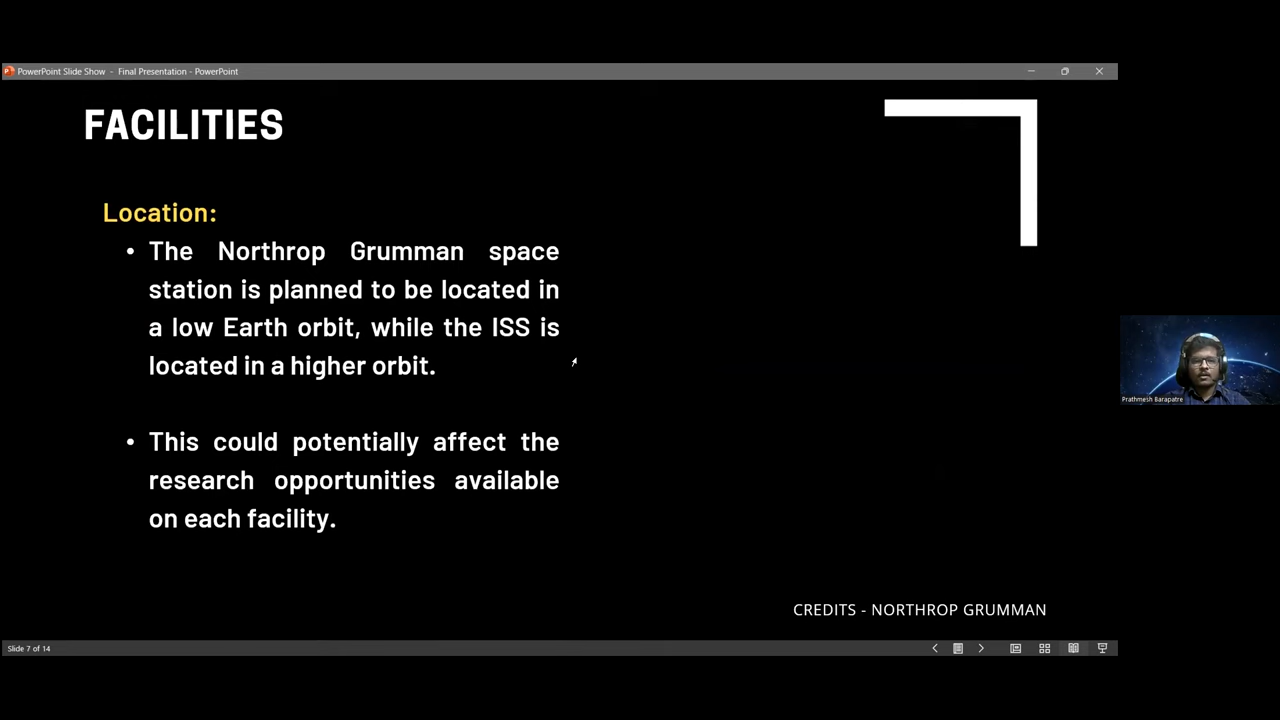 PowerPoint Slide Show - Final Presentation - PowerPoint
FACILITIES
Location:
• The Northrop Grumman space
station is planned to be located in
a low Earth orbit, while the ISS is
located in a higher orbit.
• This could potentially affect the
research opportunities available
on each facility.
Prathmesh Barapatre
CREDITS - NORTHROP GRUMMAN
Slide 7 of 14